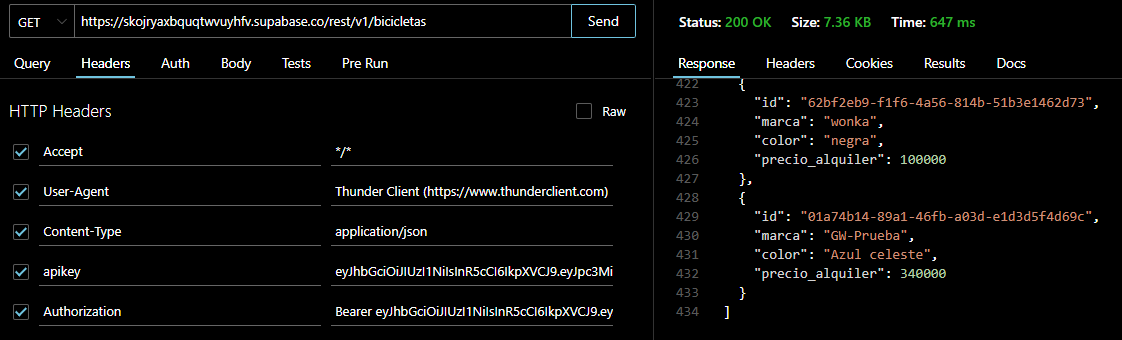 GET https://skojryaxbquqtwvuyhfv.supabase.co/rest/v1/bicicletas Send
Query Headers Auth Body Tests Pre Run
HTTP Headers Raw
Accept */*
User-Agent Thunder Client (https://www.thunderclient.com)
Content-Type application/json
apikey eyJhbGciOiJIUzI1NiIsInR5cCI6IkpXVCJ9.eyJpc3Mi
Authorization Bearer eyJhbGciOiJIUzI1NiIsInR5cCI6IkpXVCJ9.ey
Status: 200 OK Size: 7.36 KB Time: 647 ms
Response Headers Cookies Results Docs
422 {
423 "id": "62bf2eb9-f1f6-4a56-814b-51b3e1462d73",
424 "marca": "wonka",
425 "color": "negra",
426 "precio_alquiler": 100000
427 },
428 {
429 "id": "01a74b14-89a1-46fb-a03d-e1d3d5f4d69c",
430 "marca": "GW-Prueba",
431 "color": "Azul celeste",
432 "precio_alquiler": 340000
433 }
434 ]